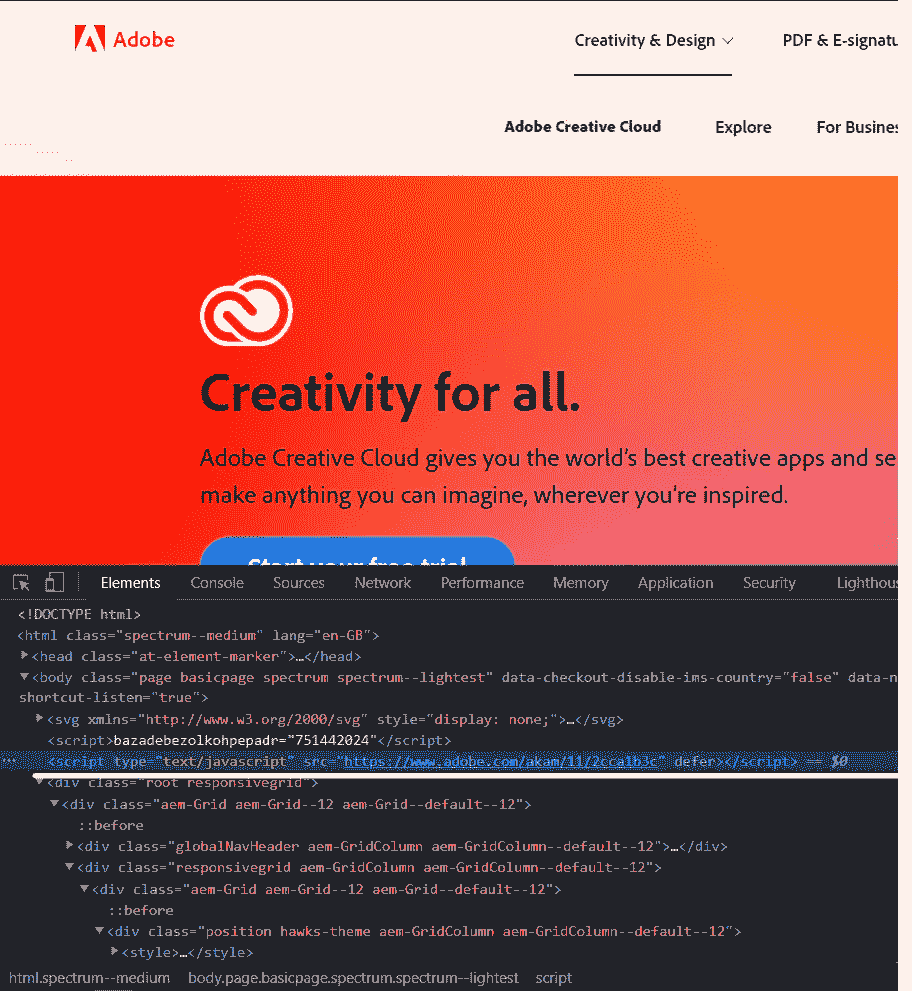 Adobe
Creativity & Design
PDF & E-signatu
Adobe Creative Cloud
Explore
For Busines
Creativity for all.
Adobe Creative Cloud gives you the world's best creative apps and se
make anything you can imagine, wherever you're inspired.
Start your free trial
Elements Console Sources Network Performance Memory Application Security Lighthous
<!DOCTYPE html>
<html class="spectrum--medium" lang="en-GB">
<head class="at-element-marker">…</head>
<body class="page basicpage spectrum spectrum--lightest" data-checkout-disable-ims-country="false" data-n
shortcut-listen="true">
<svg xmlns="http://www.w3.org/2000/svg" style="display: none;">…</svg>
<script>bazadebezolkohpepadr="751442024"</script>
<script type="text/javascript" src="https://www.adobe.com/akam/11/2cca1b3c" defer></script> == $0
<div class="root responsivegrid">
<div class="aem-Grid aem-Grid--12 aem-Grid--default--12">
::before
<div class="globalNavHeader aem-GridColumn aem-GridColumn--default--12">…</div>
<div class="responsivegrid aem-GridColumn aem-GridColumn--default--12">
<div class="aem-Grid aem-Grid--12 aem-Grid--default--12">
::before
<div class="position hawks-theme aem-GridColumn aem-GridColumn--default--12">
<style>…</style>
html.spectrum--medium body.page.basicpage.spectrum.spectrum--lightest script